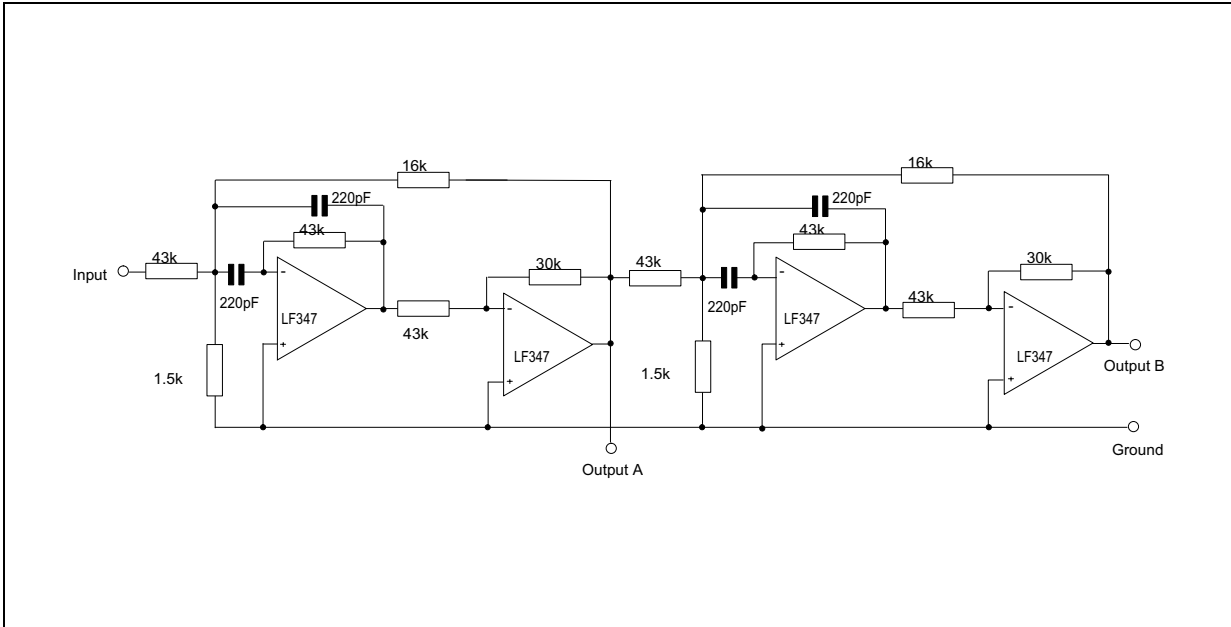 16k
16k
220pF
220pF
43k
43k
43k
30k
43k
30k
Input
-
-
-
-
220pF
220pF
LF347
43k
LF347
43k
LF347
LF347
+
+
1.5k
1.5k
+
+
Output B
Output A
Ground